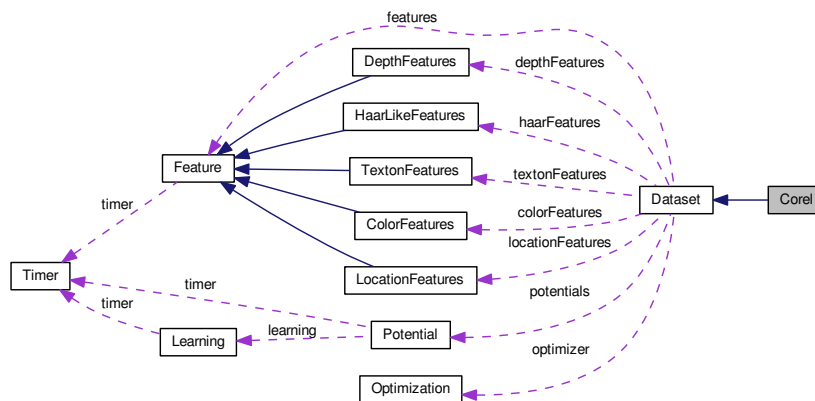 features
DepthFeatures
depthFeatures
HaarLikeFeatures
haarFeatures
Feature
TextonFeatures
textonFeatures
Dataset
Corel
timer
ColorFeatures
colorFeatures
locationFeatures
Timer
LocationFeatures
timer
potentials
timer
Learning
learning
Potential
optimizer
Optimization